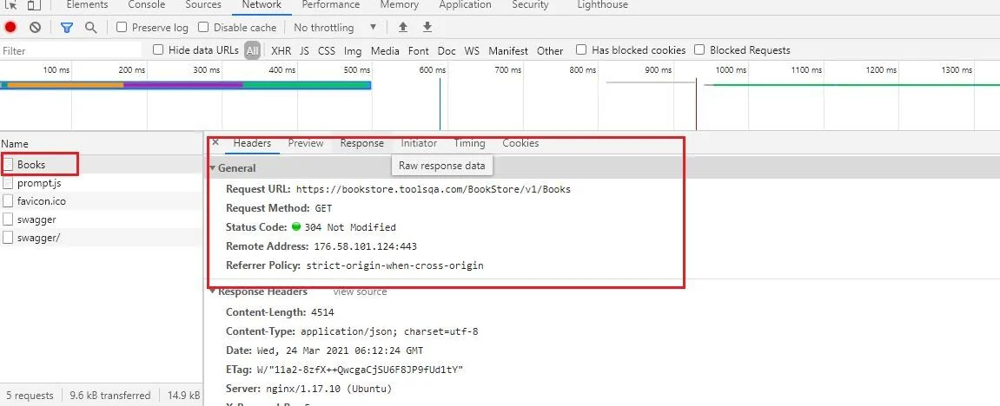 Elements Console Sources Network Performance Memory Application Security Lighthouse
Preserve log Disable cache No throttling
Filter Hide data URLs All XHR JS CSS Img Media Font Doc WS Manifest Other Has blocked cookies Blocked Requests
100 ms 200 ms 300 ms 400 ms 500 ms 600 ms 700 ms 800 ms 900 ms 1000 ms 1100 ms 1200 ms 1300 ms
Name
Books
prompt.js
favicon.ico
swagger
swagger/
× Headers Preview Response Initiator Timing Cookies
Raw response data
General
Request URL: https://bookstore.toolsqa.com/BookStore/v1/Books
Request Method: GET
Status Code: 304 Not Modified
Remote Address: 176.58.101.124:443
Referrer Policy: strict-origin-when-cross-origin
Response Headers view source
Content-Length: 4514
Content-Type: application/json; charset=utf-8
Date: Wed, 24 Mar 2021 06:12:24 GMT
ETag: W/"11a2-8zfX++QwcgaCjSU6F8JP9fUd1tY"
Server: nginx/1.17.10 (Ubuntu)
5 requests 9.6 kB transferred 14.9 kB